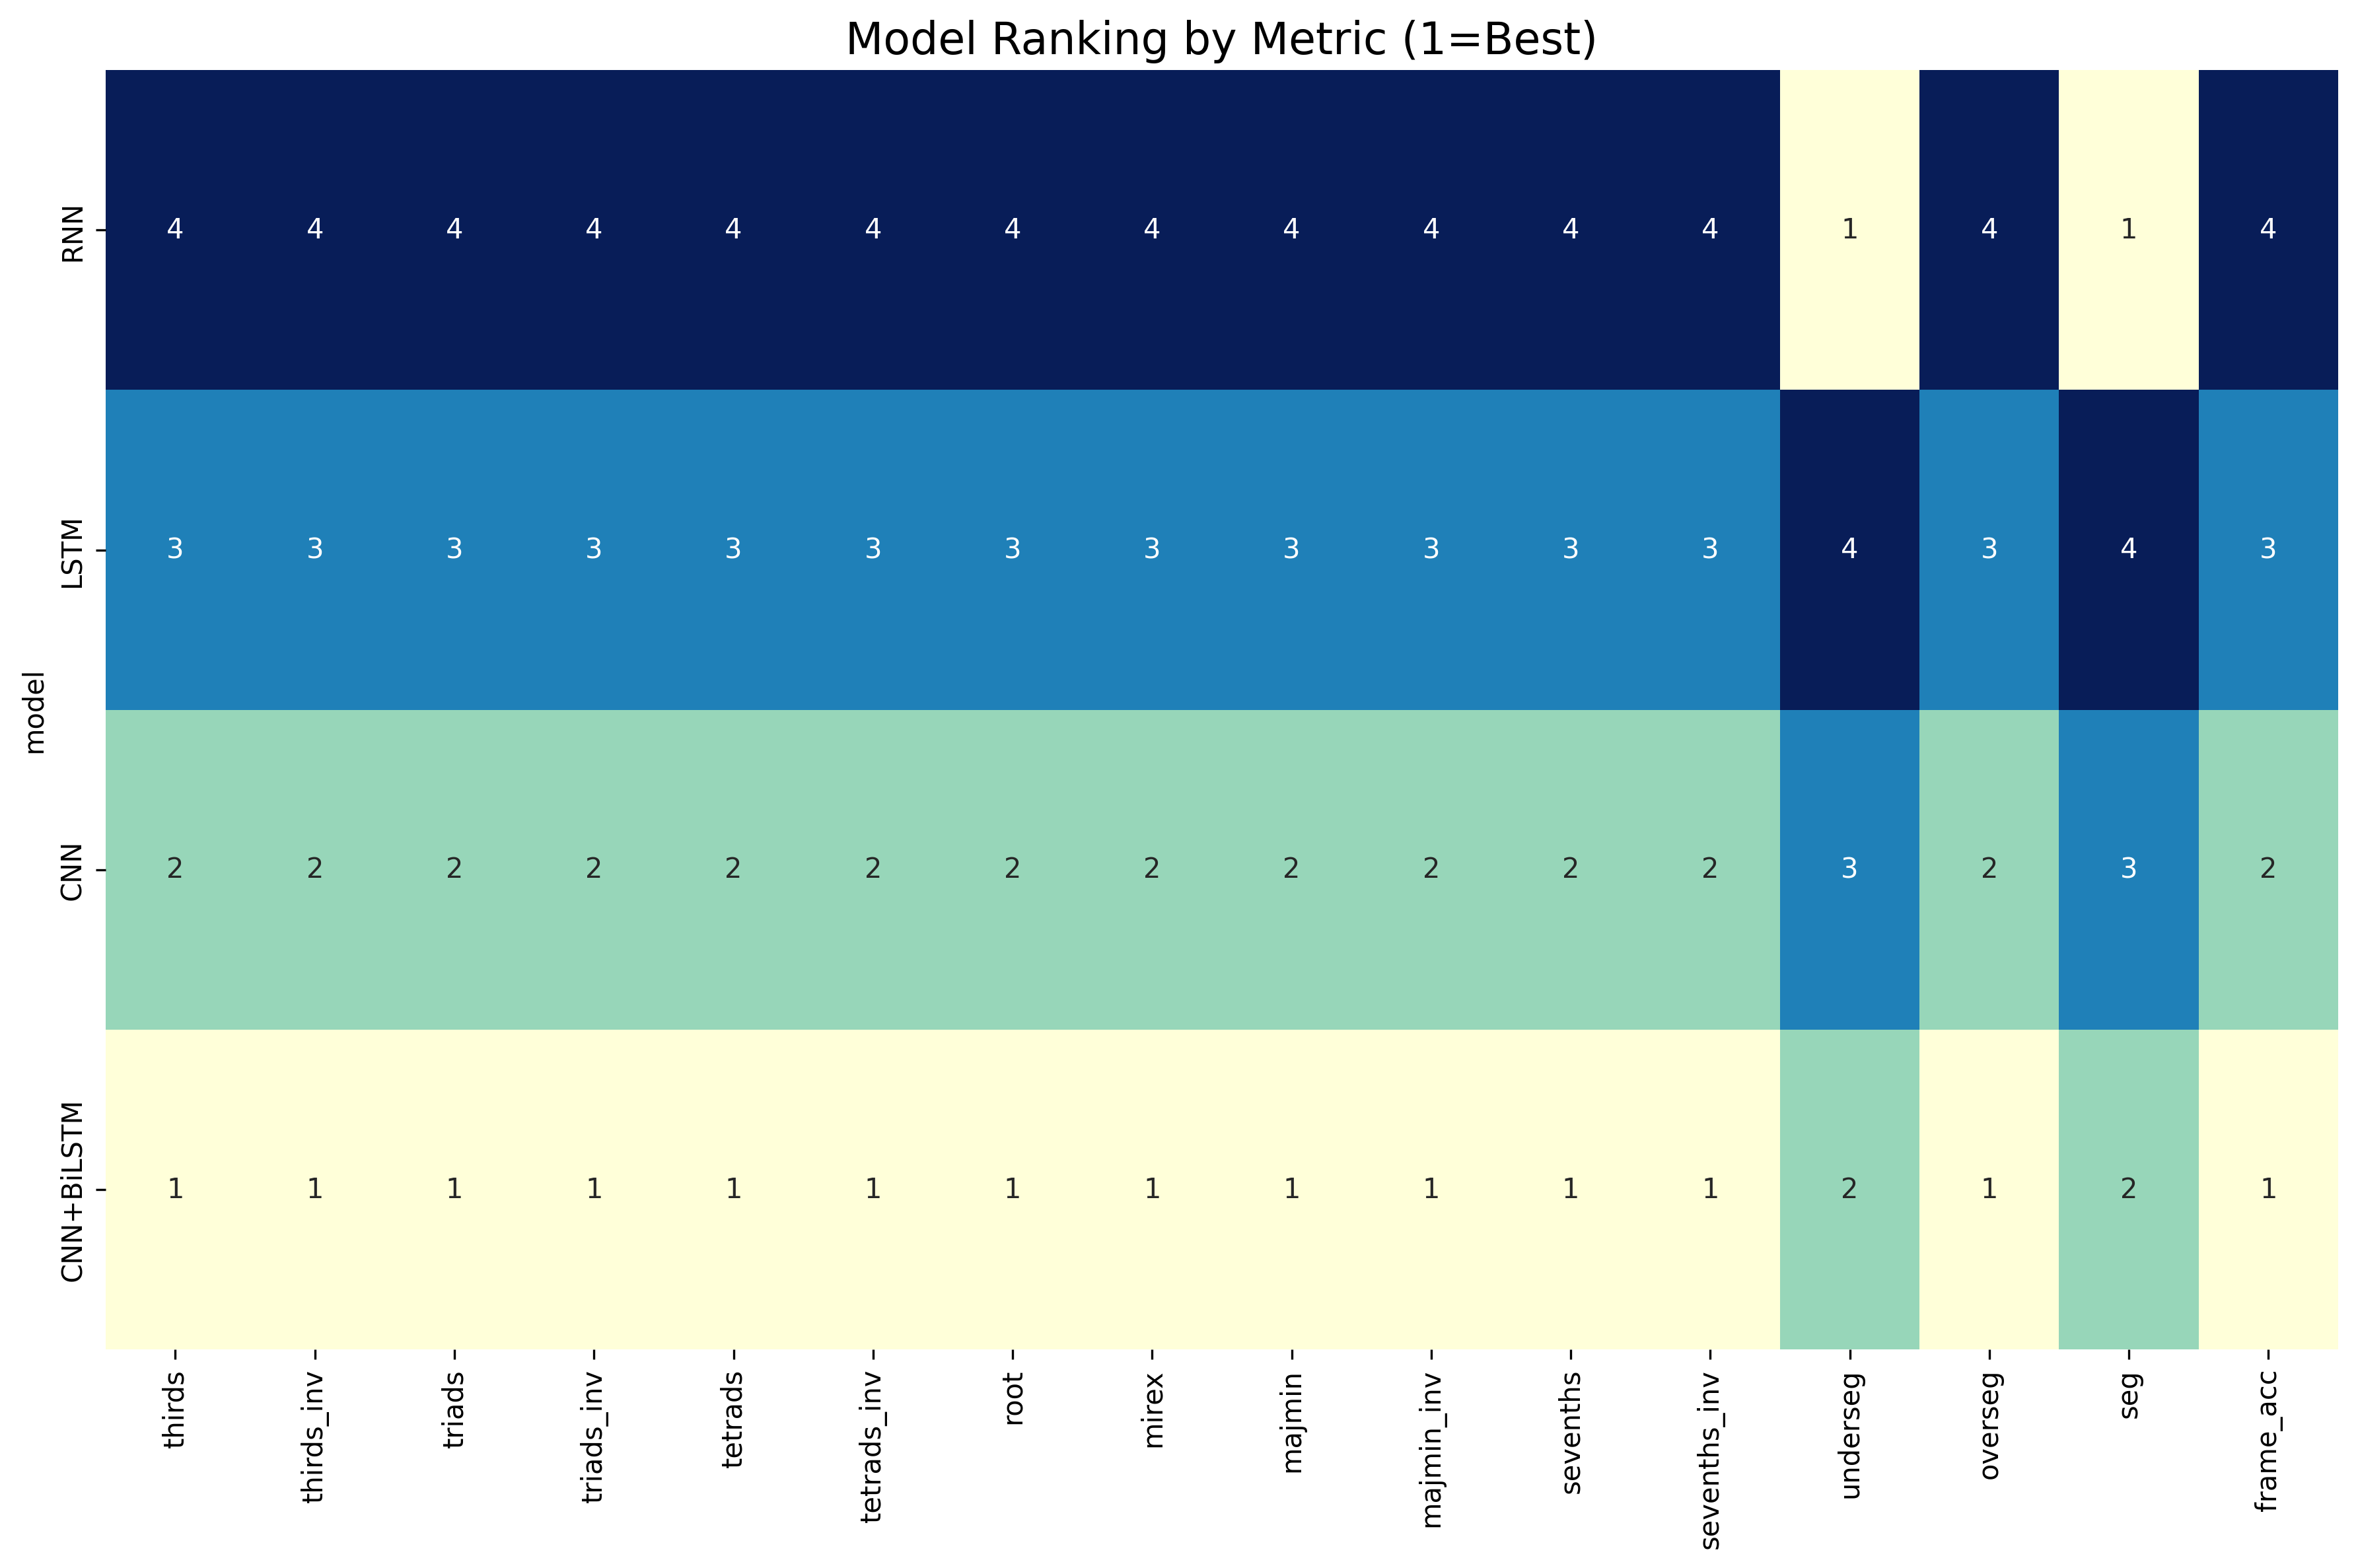 Model Ranking by Metric (1=Best)
model
RNN 4 4 4 4 4 4 4 4 4 4 4 4 1 4 1 4
LSTM 3 3 3 3 3 3 3 3 3 3 3 3 4 3 4 3
CNN 2 2 2 2 2 2 2 2 2 2 2 2 3 2 3 2
CNN+BiLSTM 1 1 1 1 1 1 1 1 1 1 1 1 2 1 2 1
thirds thirds_inv triads triads_inv tetrads tetrads_inv root mirex majmin majmin_inv sevenths sevenths_inv underseg overseg seg frame_acc